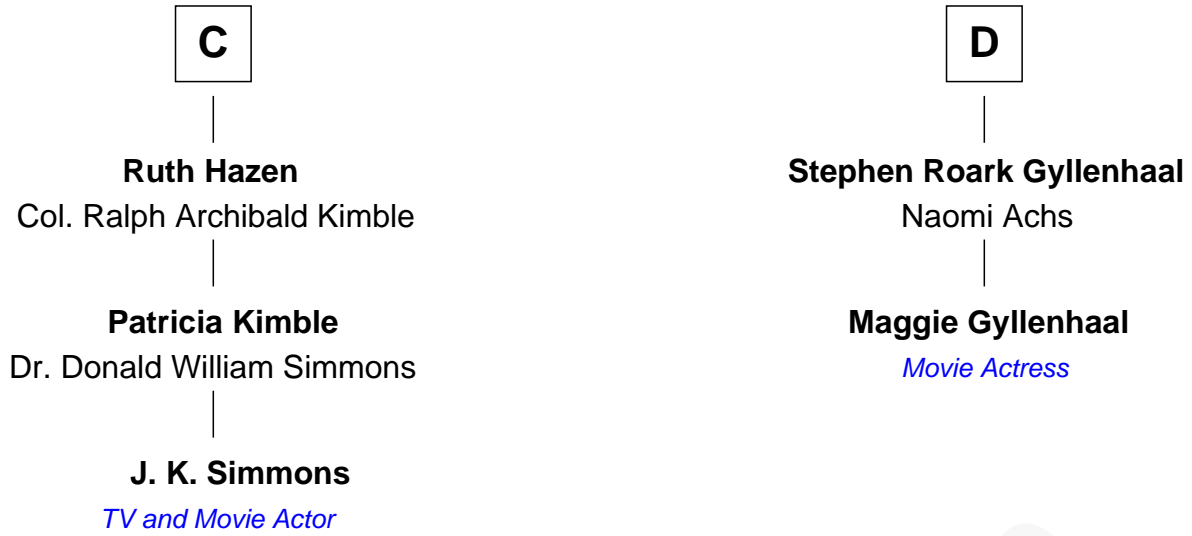 C
Ruth Hazen
Col. Ralph Archibald Kimble
Patricia Kimble
Dr. Donald William Simmons
J. K. Simmons
TV and Movie Actor
D
Stephen Roark Gyllenhaal
Naomi Achs
Maggie Gyllenhaal
Movie Actress